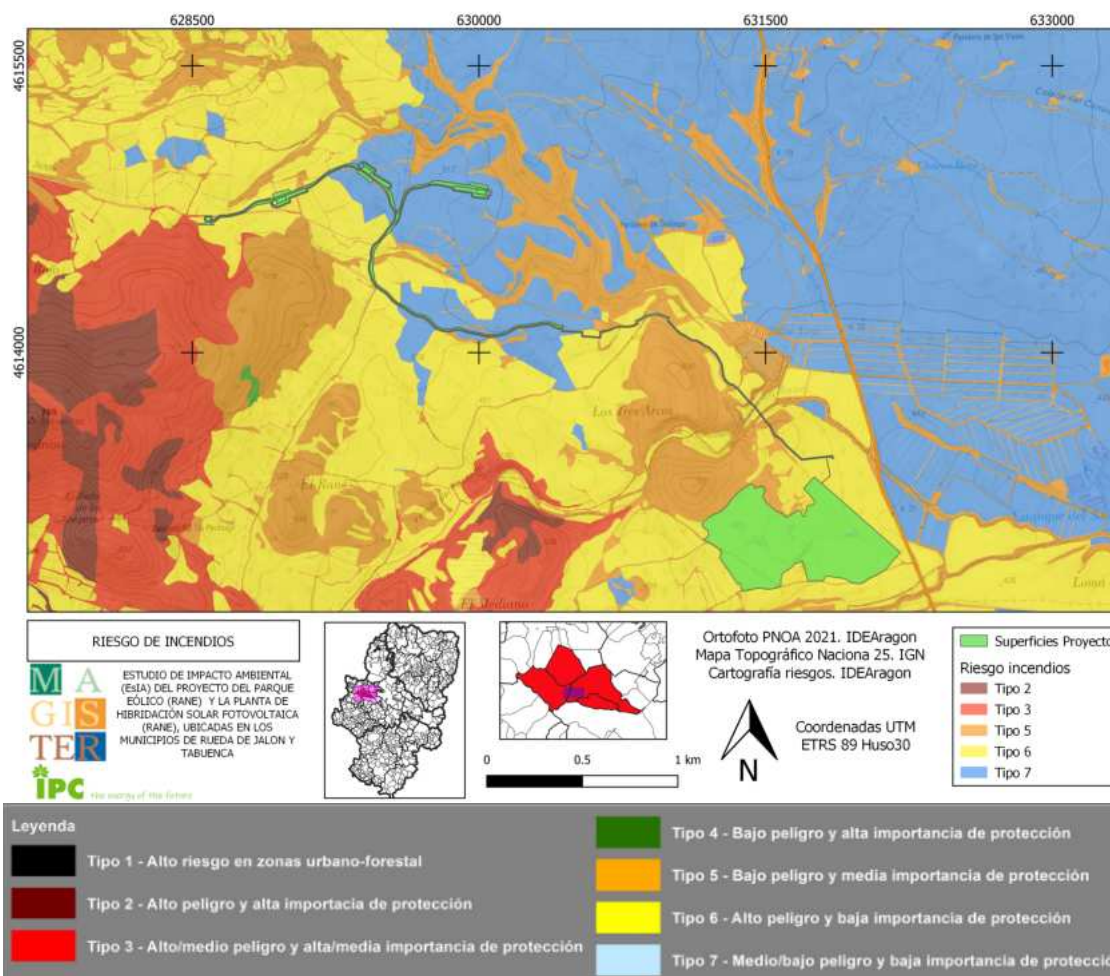 628500 630000 631500 633000
4615500
4614000
Los Tres Arcos
RIESGO DE INCENDIOS
MA
GIS
TER
iPC the energy of the future
ESTUDIO DE IMPACTO AMBIENTAL
(EsIA) DEL PROYECTO DEL PARQUE
EÓLICO (RANE) Y LA PLANTA DE
HIBRIDACIÓN SOLAR FOTOVOLTAICA
(RANE), UBICADAS EN LOS
MUNICIPIOS DE RUEDA DE JALON Y
TABUENCA
0 0.5 1 km
Ortofoto PNOA 2021. IDEAragon
Mapa Topográfico Naciona 25. IGN
Cartografía riesgos. IDEAragon
N
Coordenadas UTM
ETRS 89 Huso30
Superficies Proyecto
Riesgo incendios
Tipo 2
Tipo 3
Tipo 5
Tipo 6
Tipo 7
Leyenda
Tipo 1 - Alto riesgo en zonas urbano-forestal
Tipo 2 - Alto peligro y alta importacia de protección
Tipo 3 - Alto/medio peligro y alta/media importancia de protección
Tipo 4 - Bajo peligro y alta importancia de protección
Tipo 5 - Bajo peligro y media importancia de protección
Tipo 6 - Alto peligro y baja importancia de protección
Tipo 7 - Medio/bajo peligro y baja importancia de protecció